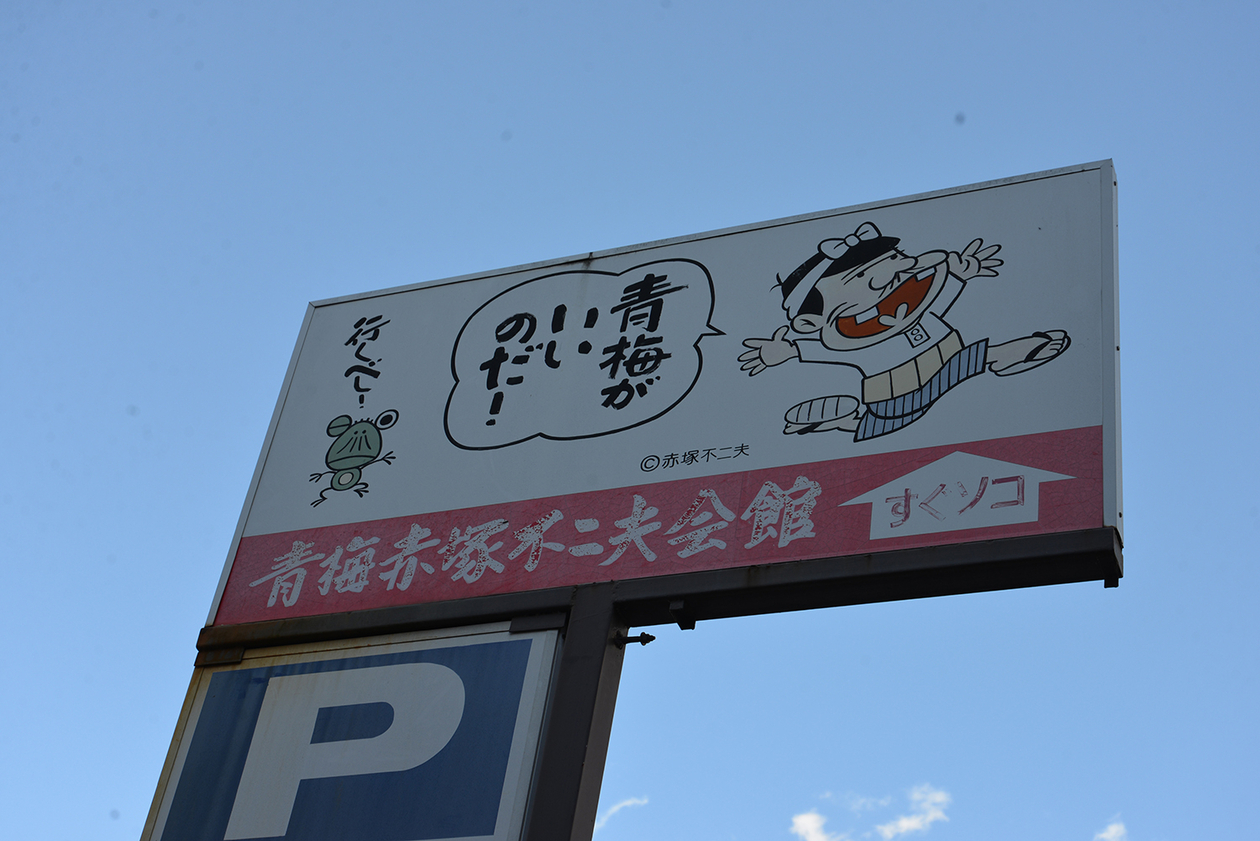 行くべし!
青梅が
いい
のだ!
©赤塚不二夫
青梅赤塚不二夫会館
すぐソコ
P